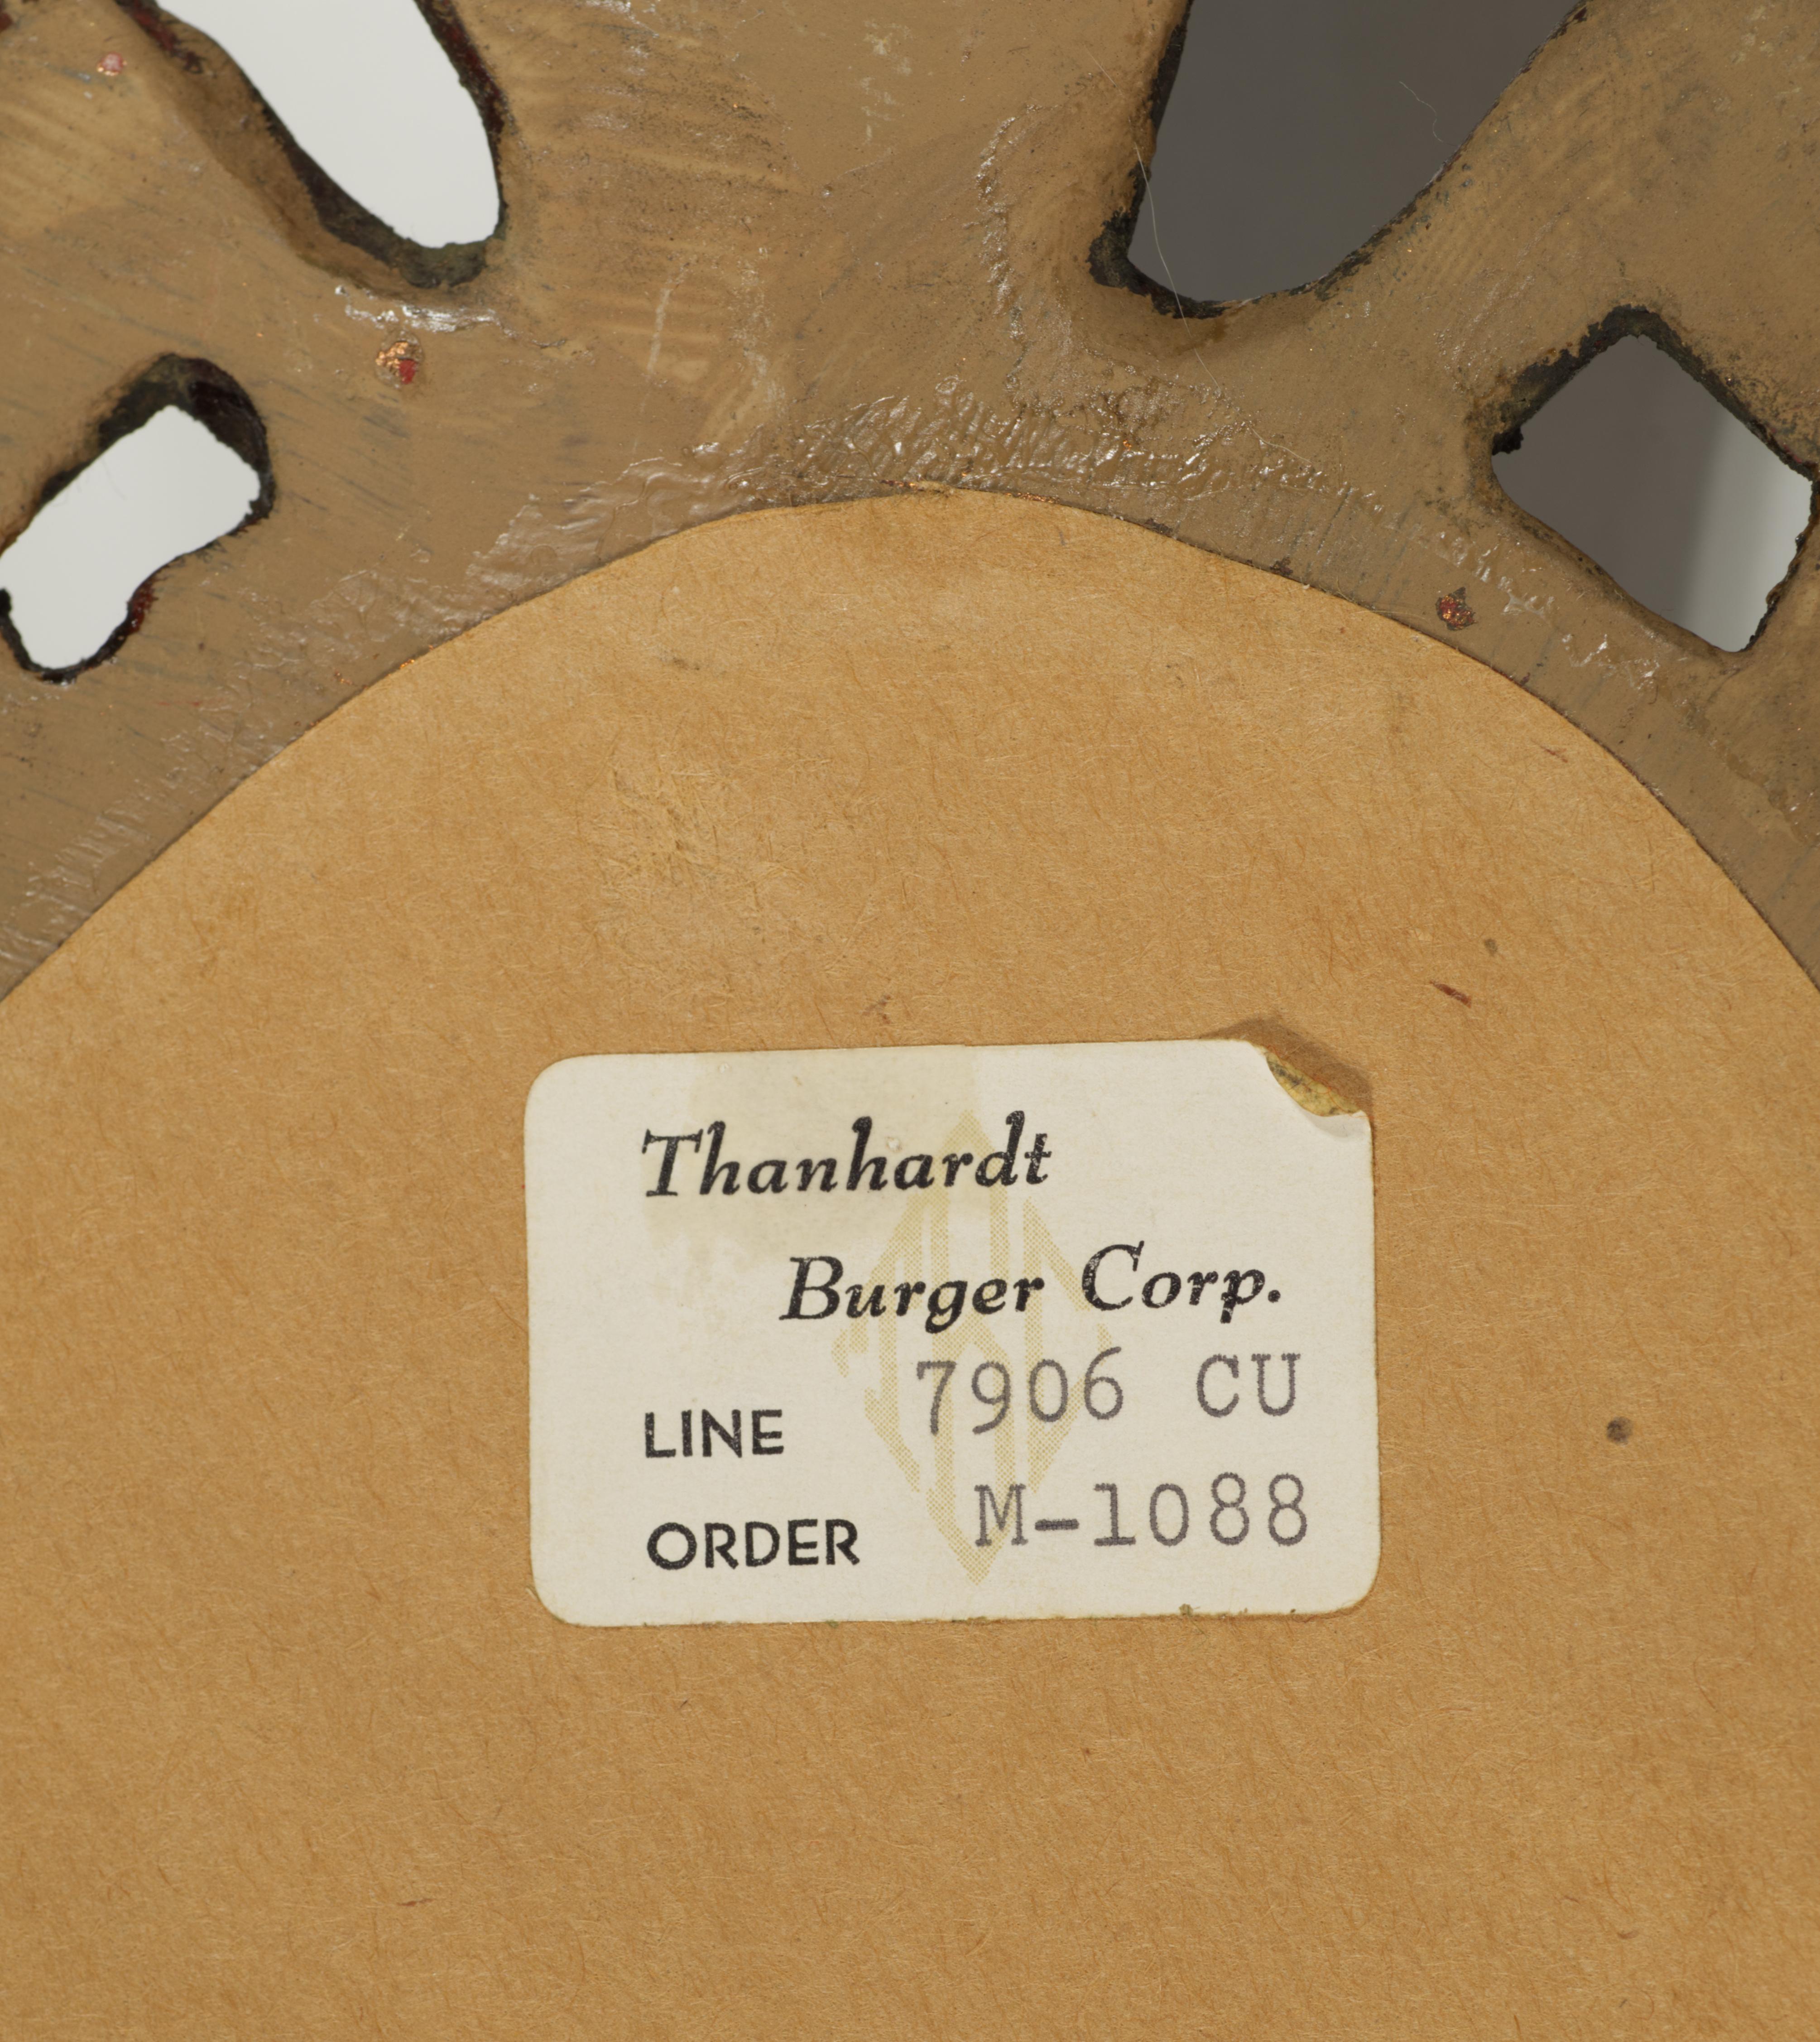 Thanhardt
Burger Corp.
LINE 7906 CU
ORDER M-1088